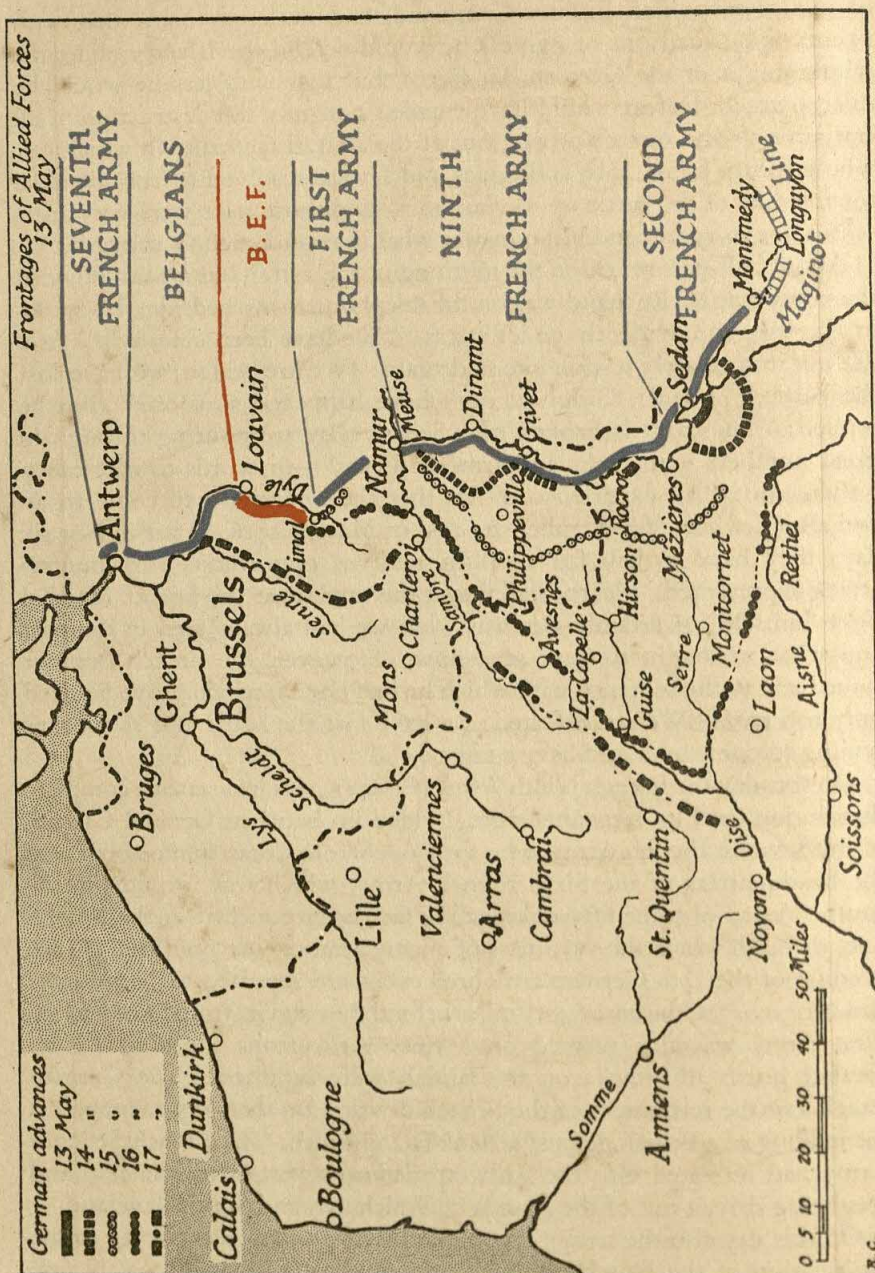 Frontages of Allied Forces
13 May
SEVENTH
FRENCH ARMY
BELGIANS
B.E.F.
FIRST
FRENCH ARMY
NINTH
FRENCH ARMY
SECOND
FRENCH ARMY
Antwerp
Louvain
Dyle
Limal
Namur
Meuse
Dinant
Givet
Sedan
Montmédy
Longuyon
Maginot Line
Ghent
Brussels
Senne
Mons
Charleroi
Sambre
Philippeville
Rocroi
Mézières
Avesnes
La Capelle
Hirson
Guise
Serre
Montcornet
Rethel
Laon
Aisne
Bruges
Scheldt
Lys
Lille
Valenciennes
Arras
Cambrai
St. Quentin
Oise
Noyon
Soissons
Dunkirk
Calais
Boulogne
Somme
Amiens
German advances
13 May
14 "
15 "
16 "
17 "
0 5 10 20 30 40 50 Miles